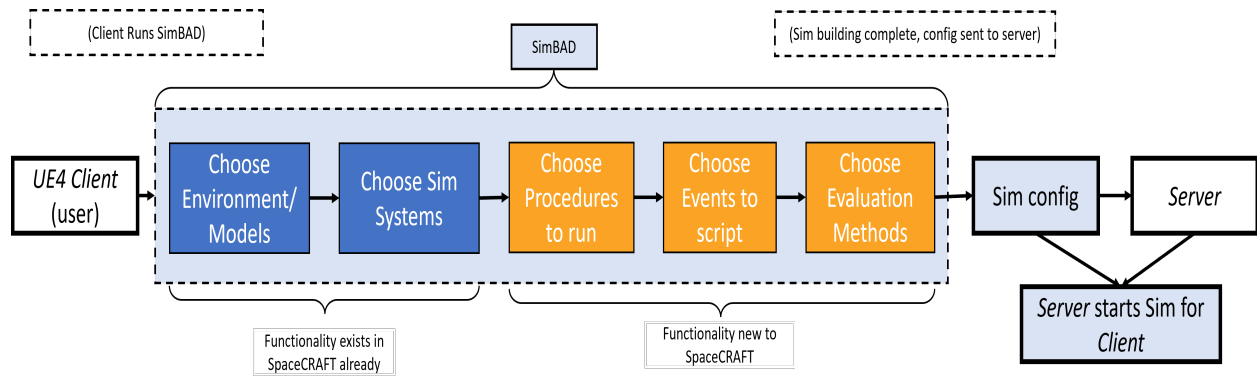 (Client Runs SimBAD)
SimBAD
(Sim building complete, config sent to server)
UE4 Client
(user)
Choose
Environment/
Models
Choose Sim
Systems
Choose
Procedures
to run
Choose
Events to
script
Choose
Evaluation
Methods
Sim config
Server
Functionality exists in
SpaceCRAFT already
Functionality new to
SpaceCRAFT
Server starts Sim for
Client